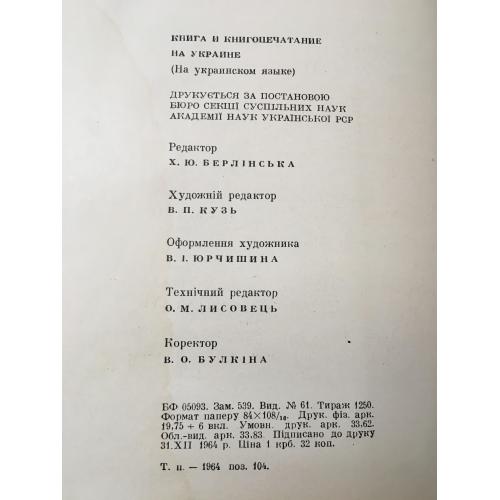 КНИГА И КНИГОПЕЧАТАНИЕ
НА УКРАИНЕ
(На украинском языке)
ДРУКУЄТЬСЯ ЗА ПОСТАНОВОЮ
БЮРО СЕКЦІЇ СУСПІЛЬНИХ НАУК
АКАДЕМІЇ НАУК УКРАЇНСЬКОЇ РСР
Редактор
Х. Ю. БЕРЛІНСЬКА
Художній редактор
В. П. КУЗЬ
Оформлення художника
В. І. ЮРЧИШИНА
Технічний редактор
О. М. ЛИСОВЕЦЬ
Коректор
В. О. БУЛКІНА
БФ 05093. Зам. 539. Вид. № 61. Тираж 1250.
Формат паперу 84×108/₁₆. Друк. фіз. арк.
19,75 + 6 вкл. Умовн. друк. арк. 33.62.
Обл.-вид. арк. 33.83. Підписано до друку
31.XII 1964 р. Ціна 1 крб. 32 коп.
Т. п. — 1964 поз. 104.